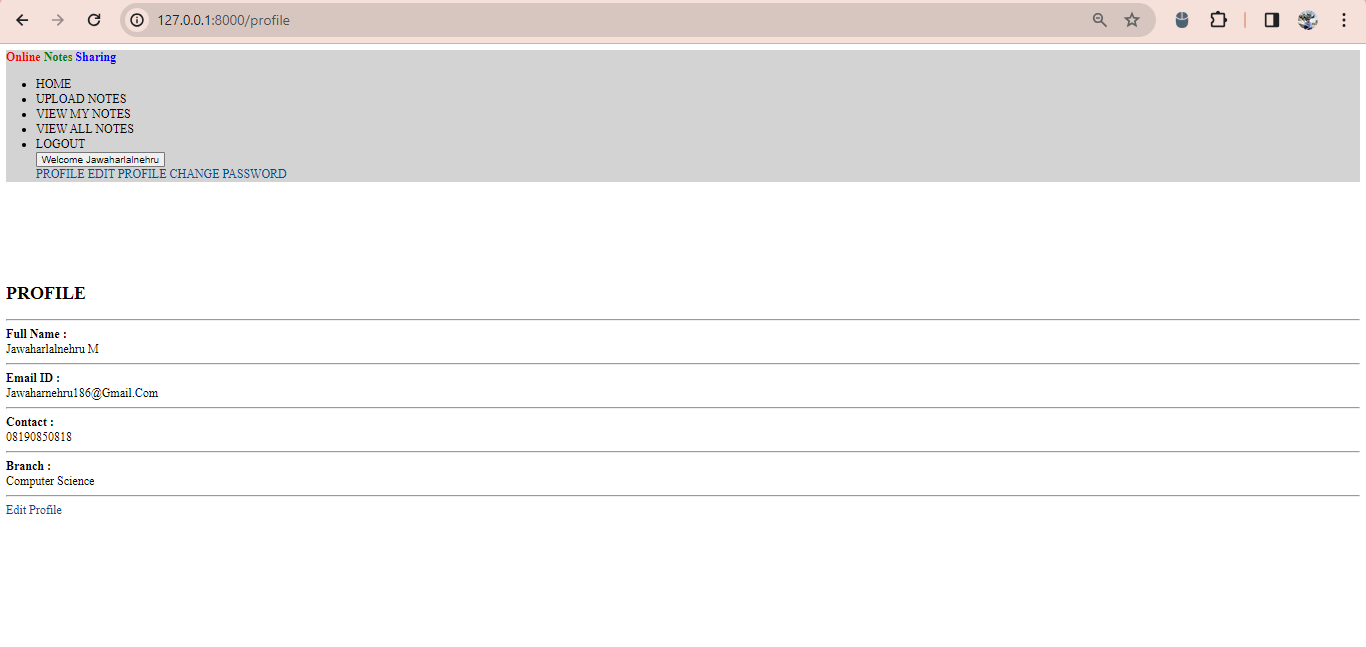 127.0.0.1:8000/profile
Online Notes Sharing
HOME
UPLOAD NOTES
VIEW MY NOTES
VIEW ALL NOTES
LOGOUT
Welcome Jawaharlalnehru
PROFILE EDIT PROFILE CHANGE PASSWORD
PROFILE
Full Name :
Jawaharlalnehru M
Email ID :
Jawaharnehru186@Gmail.Com
Contact :
08190850818
Branch :
Computer Science
Edit Profile